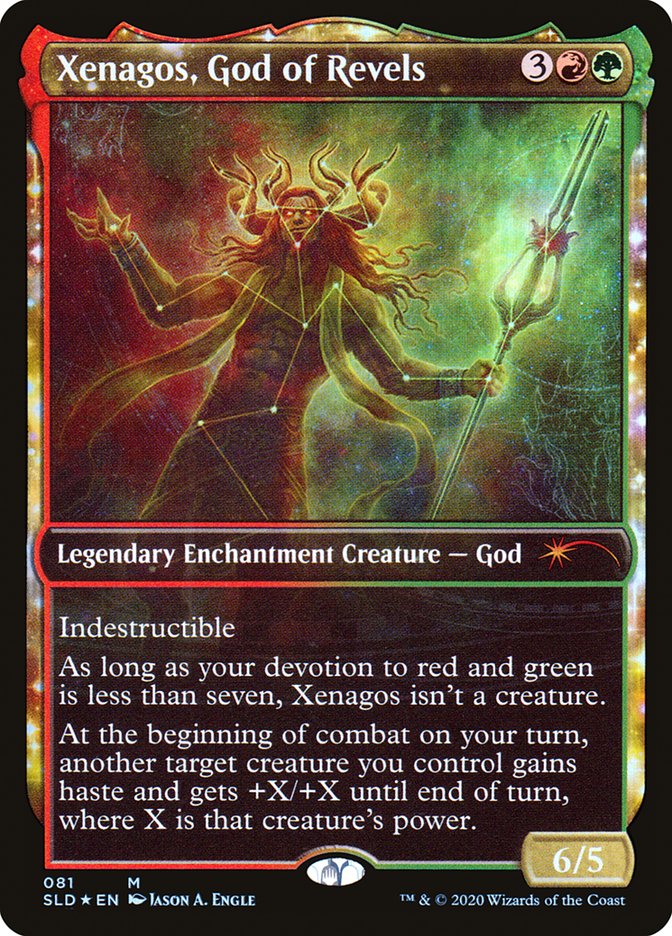 Xenagos, God of Revels 3
Legendary Enchantment Creature — God
Indestructible
As long as your devotion to red and green
is less than seven, Xenagos isn't a creature.
At the beginning of combat on your turn,
another target creature you control gains
haste and gets +X/+X until end of turn,
where X is that creature's power.
6/5
081 M
SLD★EN Jason A. Engle ™ & © 2020 Wizards of the Coast